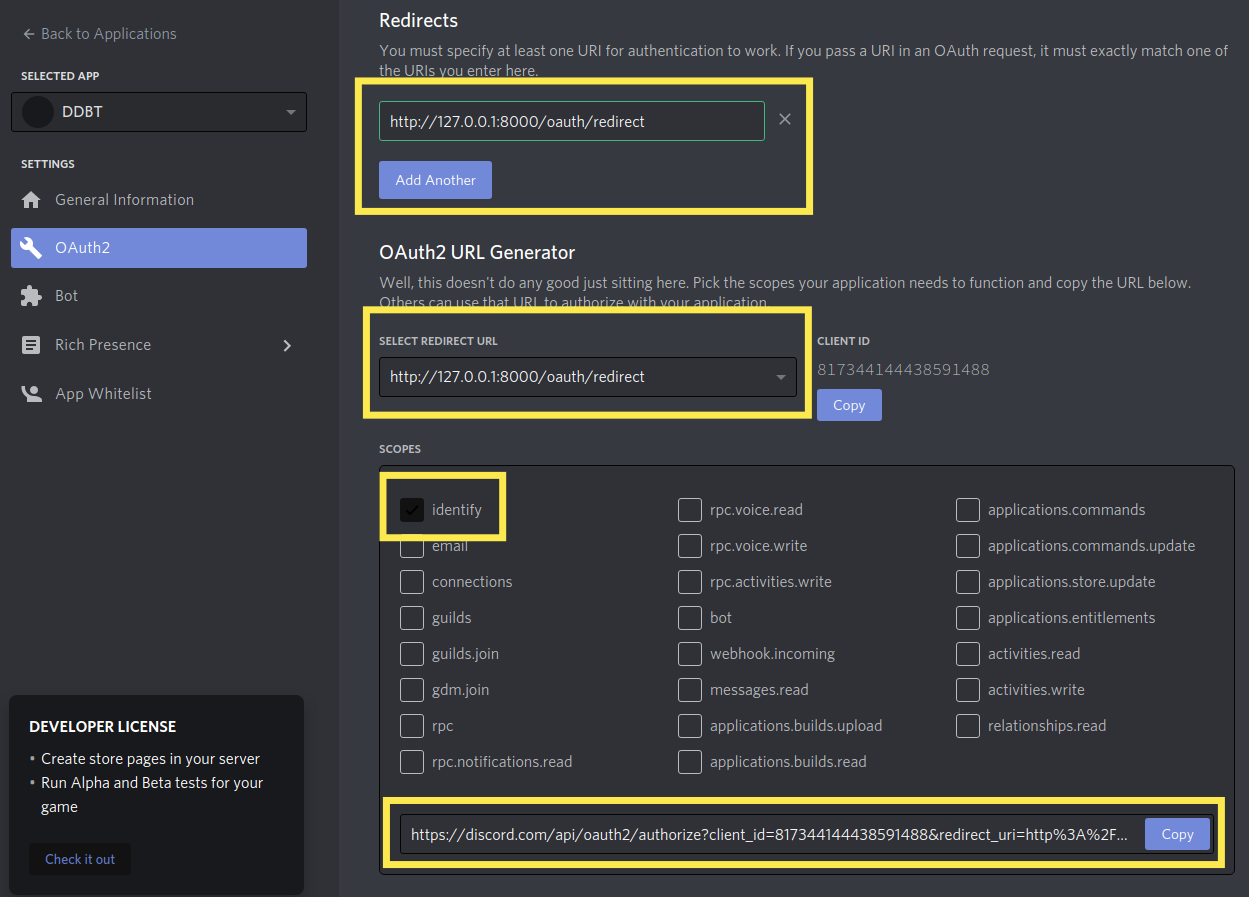 Back to Applications
SELECTED APP
DDBT
SETTINGS
General Information
OAuth2
Bot
Rich Presence
App Whitelist
DEVELOPER LICENSE
• Create store pages in your server
• Run Alpha and Beta tests for your
game
Check it out
Redirects
You must specify at least one URI for authentication to work. If you pass a URI in an OAuth request, it must exactly match one of
the URIs you enter here.
http://127.0.0.1:8000/oauth/redirect
Add Another
OAuth2 URL Generator
Well, this doesn't do any good just sitting here. Pick the scopes your application needs to function and copy the URL below.
Others can use that URL to authorize with your application.
SELECT REDIRECT URL
http://127.0.0.1:8000/oauth/redirect
CLIENT ID
817344144438591488
Copy
SCOPES
identify
email
connections
guilds
guilds.join
gdm.join
rpc
rpc.notifications.read
rpc.voice.read
rpc.voice.write
rpc.activities.write
bot
webhook.incoming
messages.read
applications.builds.upload
applications.builds.read
applications.commands
applications.commands.update
applications.store.update
applications.entitlements
activities.read
activities.write
relationships.read
https://discord.com/api/oauth2/authorize?client_id=817344144438591488&redirect_uri=http%3A%2F...
Copy